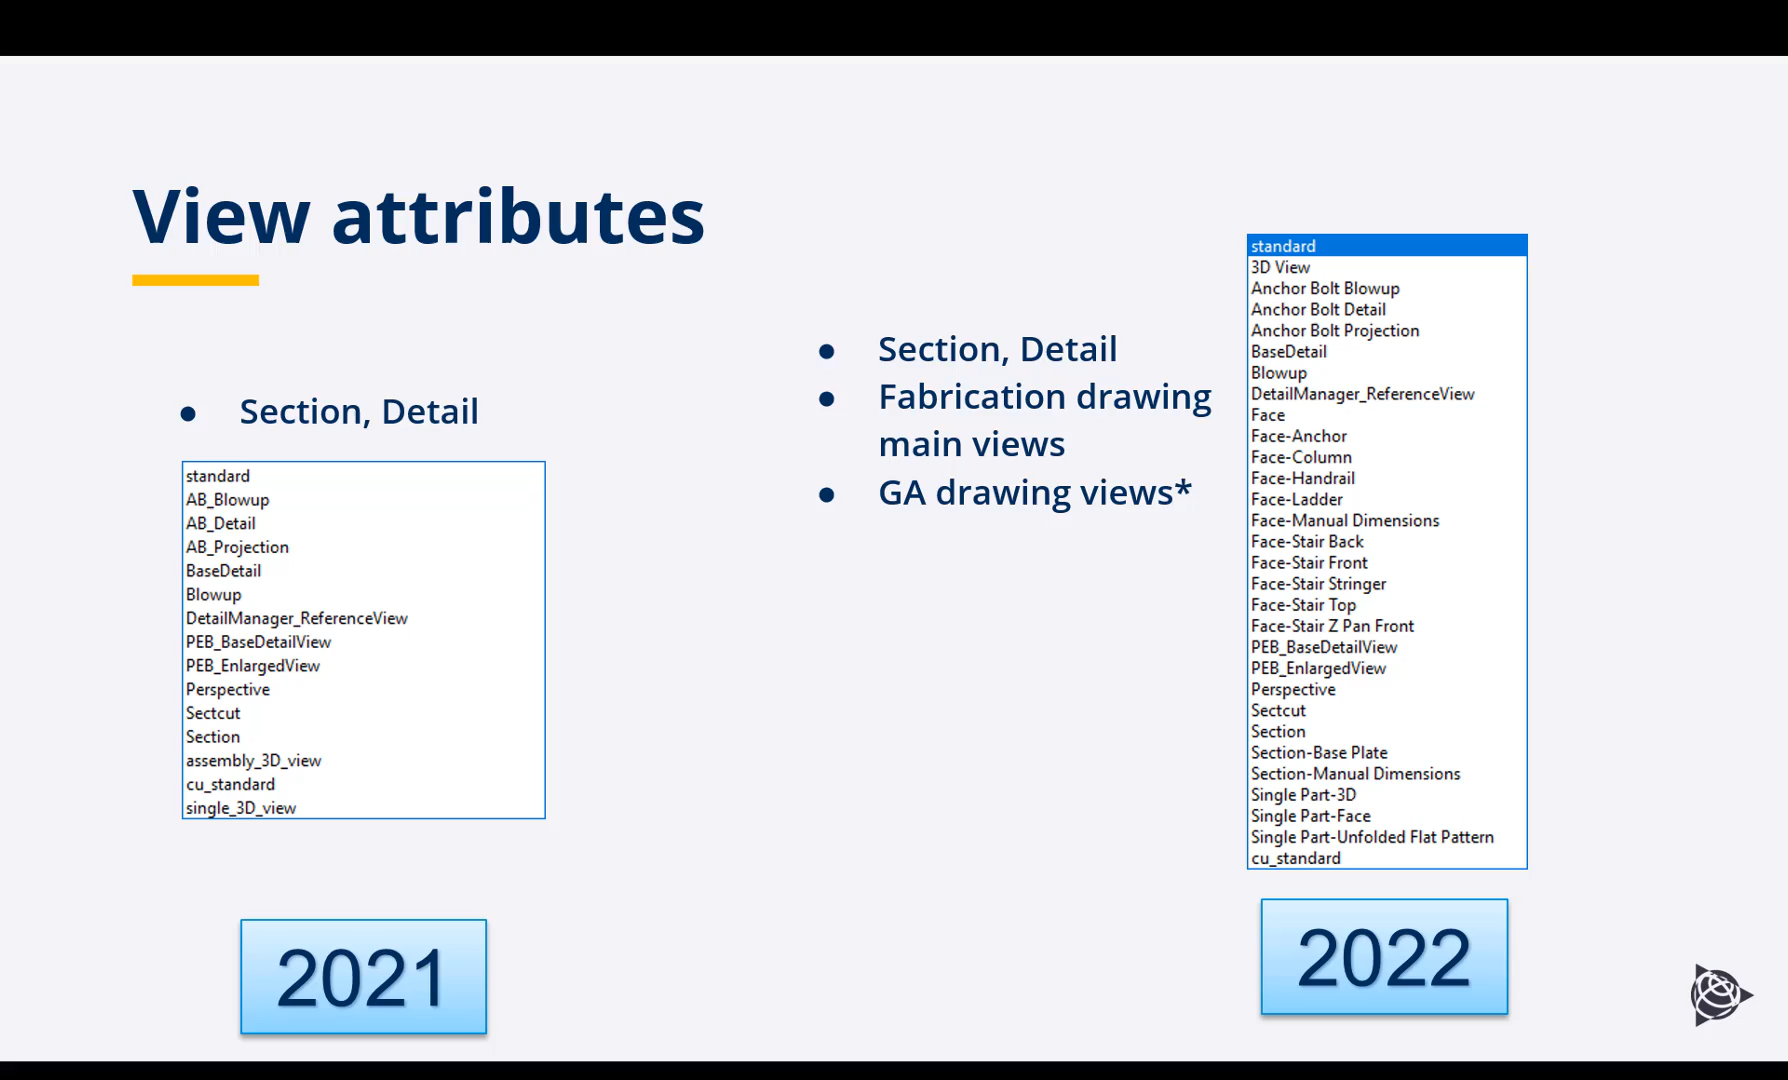 View attributes
● Section, Detail
standard
AB_Blowup
AB_Detail
AB_Projection
BaseDetail
Blowup
DetailManager_ReferenceView
PEB_BaseDetailView
PEB_EnlargedView
Perspective
Sectcut
Section
assembly_3D_view
cu_standard
single_3D_view
2021
● Section, Detail
● Fabrication drawing
main views
● GA drawing views*
standard
3D View
Anchor Bolt Blowup
Anchor Bolt Detail
Anchor Bolt Projection
BaseDetail
Blowup
DetailManager_ReferenceView
Face
Face-Anchor
Face-Column
Face-Handrail
Face-Ladder
Face-Manual Dimensions
Face-Stair Back
Face-Stair Front
Face-Stair Stringer
Face-Stair Top
Face-Stair Z Pan Front
PEB_BaseDetailView
PEB_EnlargedView
Perspective
Sectcut
Section
Section-Base Plate
Section-Manual Dimensions
Single Part-3D
Single Part-Face
Single Part-Unfolded Flat Pattern
cu_standard
2022